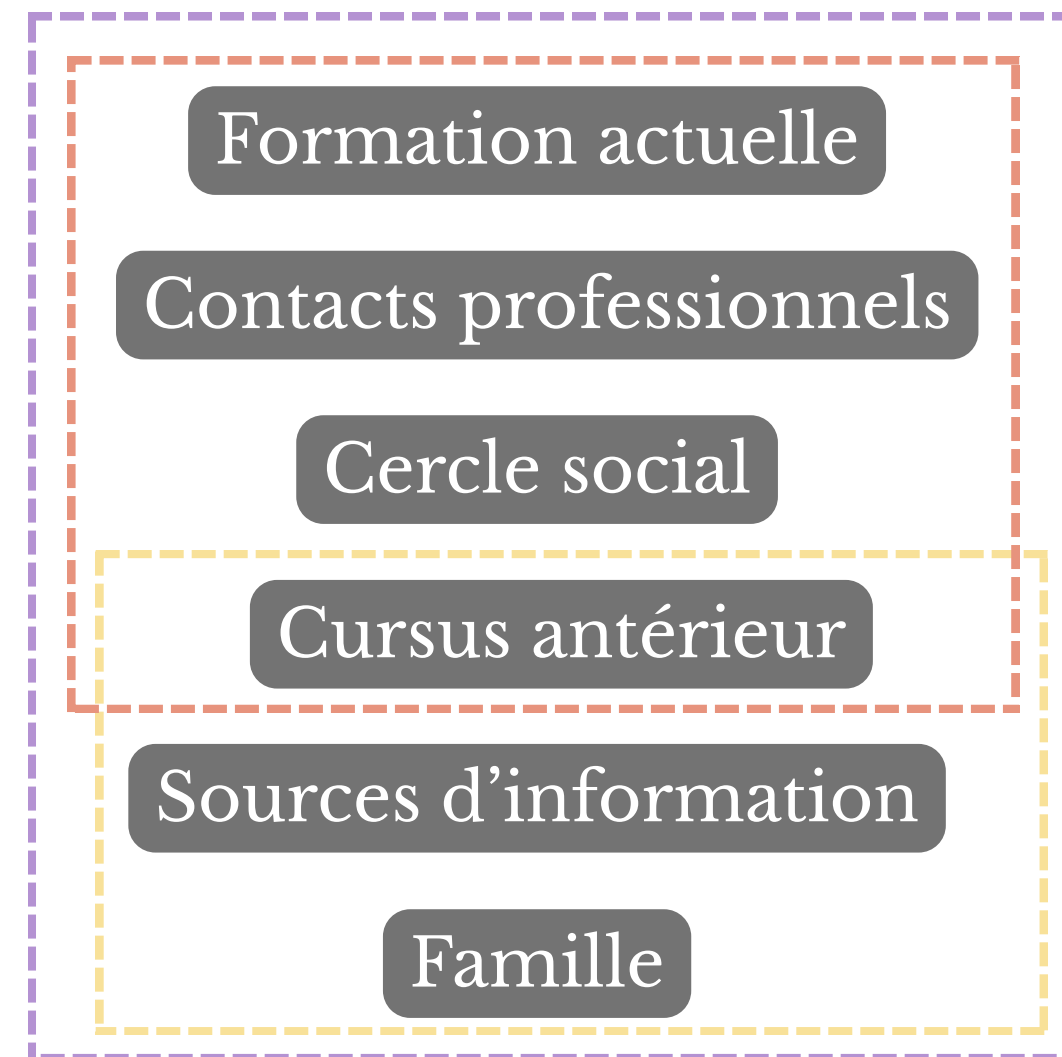 Formation actuelle
Contacts professionnels
Cercle social
Cursus antérieur
Sources d’information
Famille